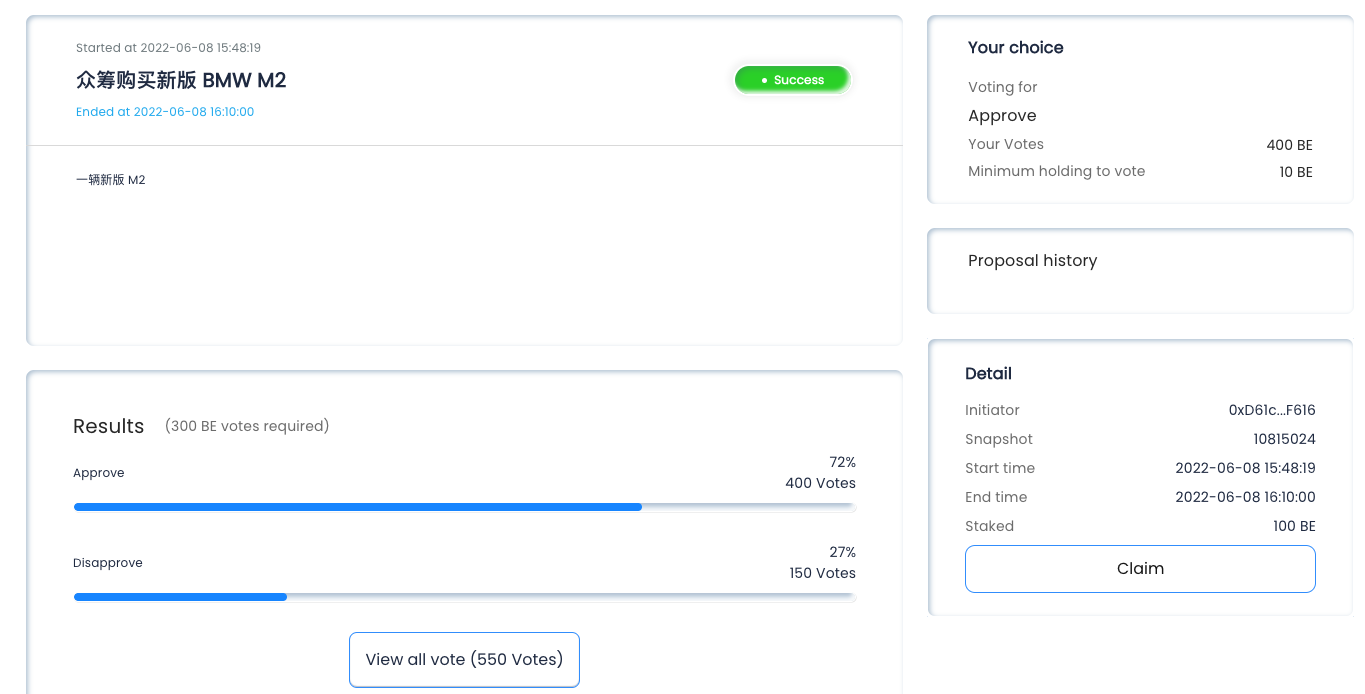 Started at 2022-06-08 15:48:19
众筹购买新版 BMW M2
Success
Ended at 2022-06-08 16:10:00
一辆新版 M2
Results (300 BE votes required)
Approve
72%
400 Votes
Disapprove
27%
150 Votes
View all vote (550 Votes)
Your choice
Voting for
Approve
Your Votes 400 BE
Minimum holding to vote 10 BE
Proposal history
Detail
Initiator 0xD61c...F616
Snapshot 10815024
Start time 2022-06-08 15:48:19
End time 2022-06-08 16:10:00
Staked 100 BE
Claim